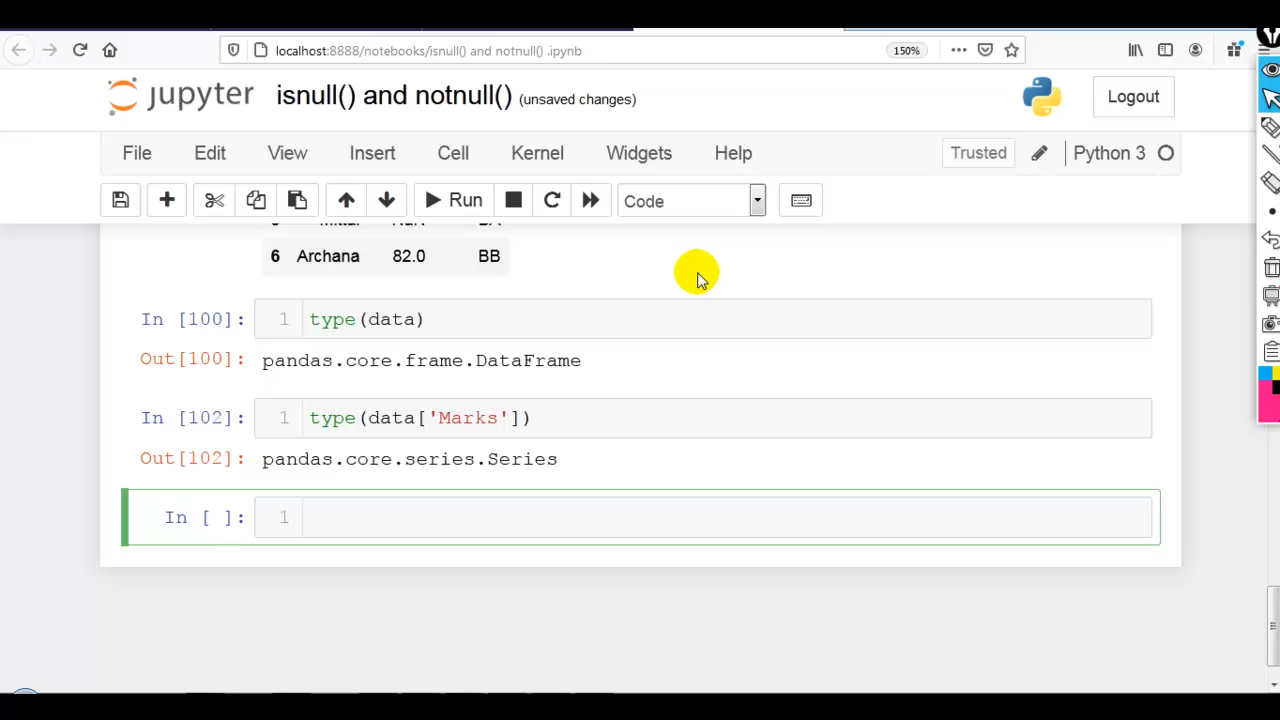 localhost:8888/notebooks/isnull() and notnull() .ipynb
150%
jupyter isnull() and notnull() (unsaved changes)
Logout
File Edit View Insert Cell Kernel Widgets Help
Trusted Python 3
Run Code
6 Archana 82.0 BB
In [100]: 1 type(data)
Out[100]: pandas.core.frame.DataFrame
In [102]: 1 type(data['Marks'])
Out[102]: pandas.core.series.Series
In [ ]: 1